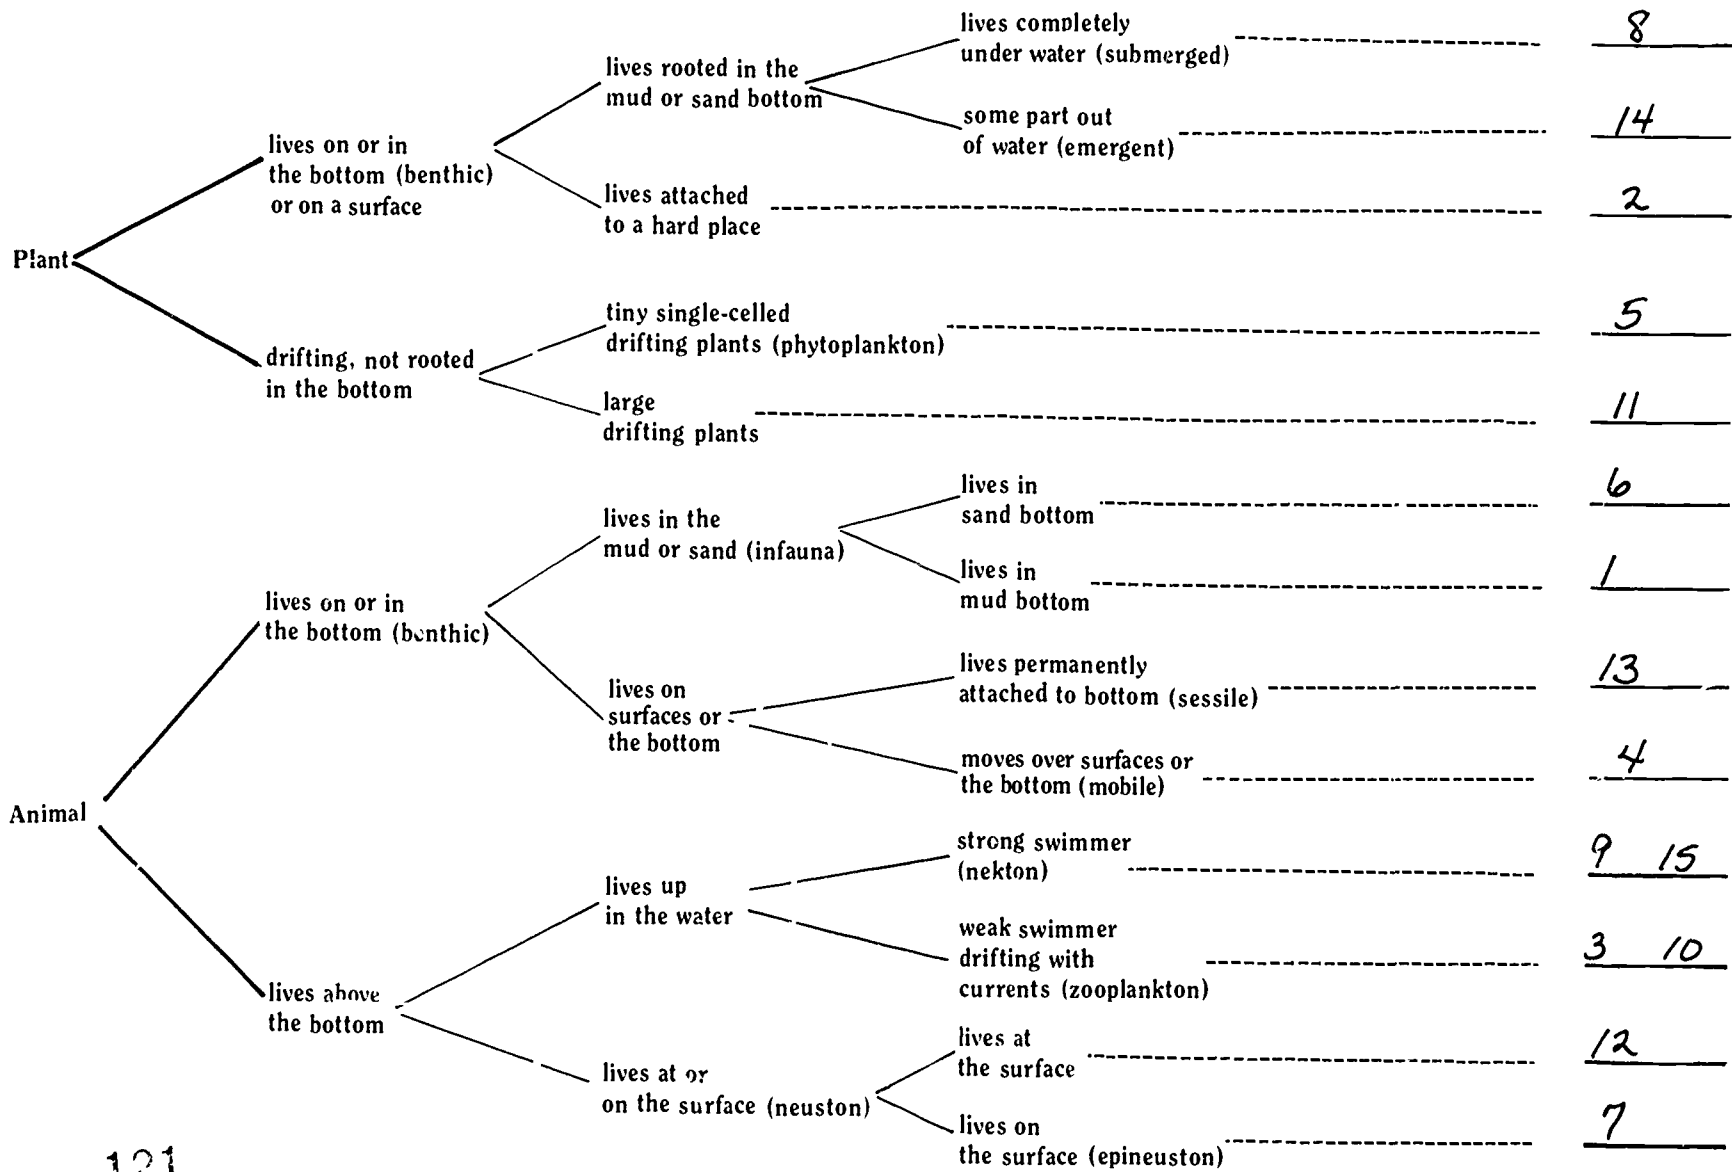 Plant
lives on or in
the bottom (benthic)
or on a surface
lives rooted in the
mud or sand bottom
lives completely
under water (submerged)
8
some part out
of water (emergent)
14
lives attached
to a hard place
2
drifting, not rooted
in the bottom
tiny single-celled
drifting plants (phytoplankton)
5
large
drifting plants
11
Animal
lives on or in
the bottom (benthic)
lives in the
mud or sand (infauna)
lives in
sand bottom
6
lives in
mud bottom
1
lives on
surfaces or
the bottom
lives permanently
attached to bottom (sessile)
13
moves over surfaces or
the bottom (mobile)
4
lives above
the bottom
lives up
in the water
strong swimmer
(nekton)
9 15
weak swimmer
drifting with
currents (zooplankton)
3 10
lives at or
on the surface (neuston)
lives at
the surface
12
lives on
the surface (epineuston)
7
121